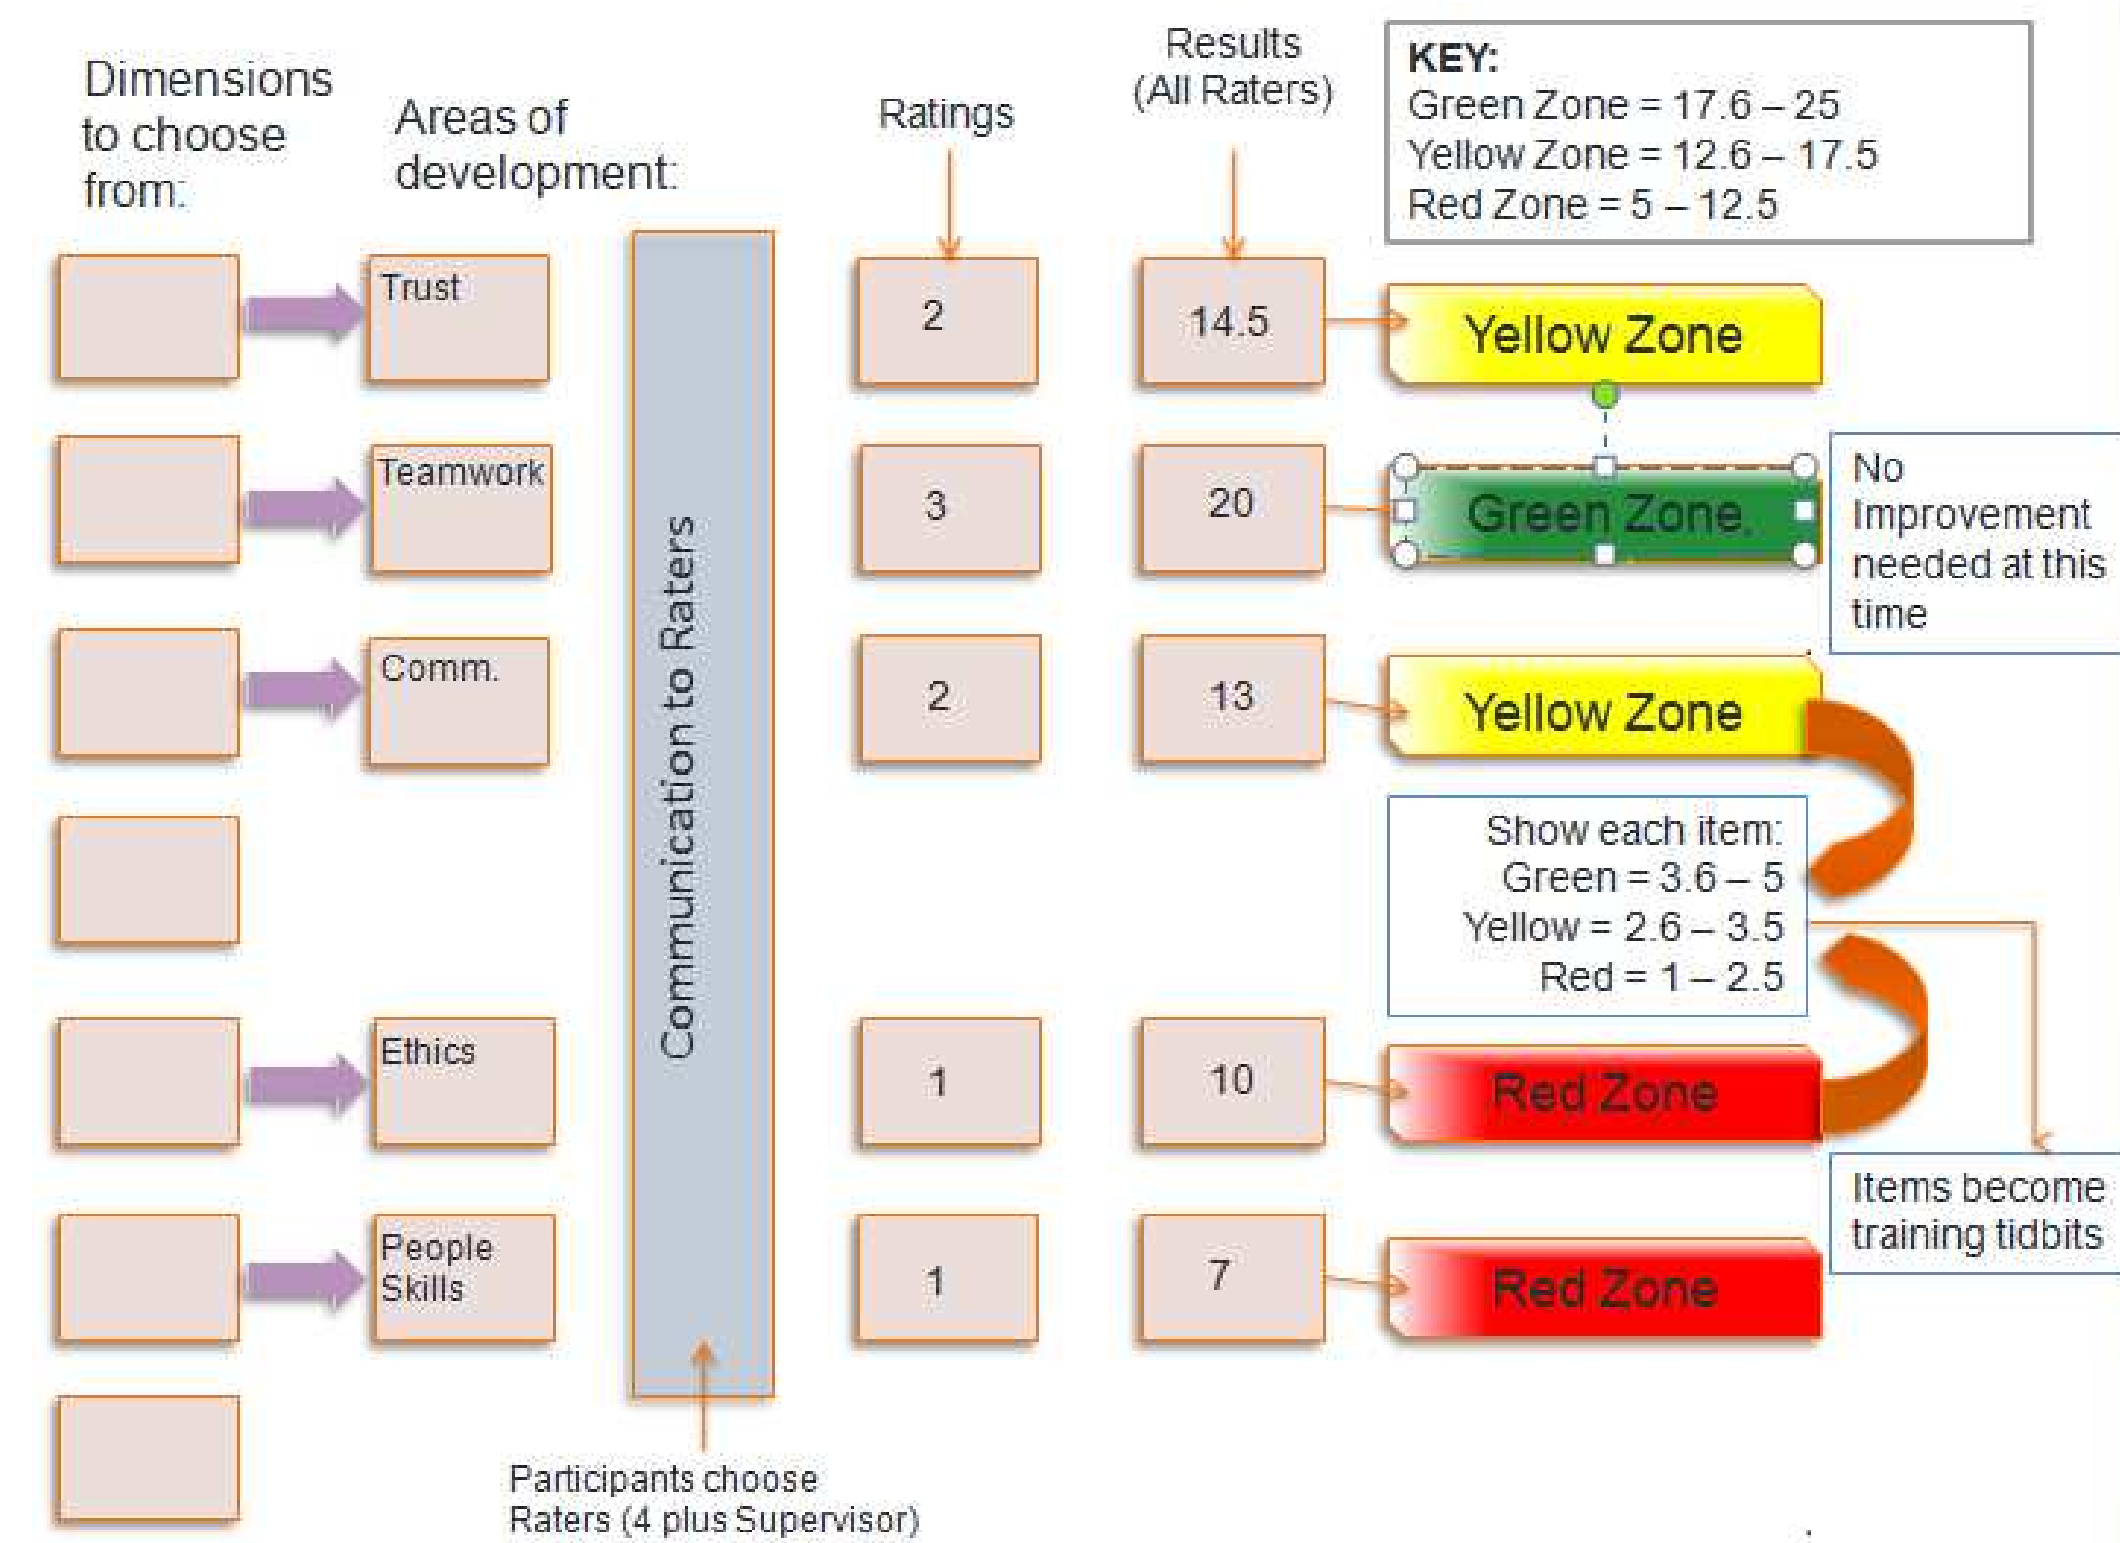 Dimensions
to choose
from:
Areas of
development:
Ratings
Results
(All Raters)
KEY:
Green Zone = 17.6 – 25
Yellow Zone = 12.6 – 17.5
Red Zone = 5 – 12.5
Trust
2
14.5
Yellow Zone
Teamwork
3
20
Green Zone.
No
Improvement
needed at this
time
Comm.
2
13
Yellow Zone
Communication to Raters
Show each item:
Green = 3.6 – 5
Yellow = 2.6 – 3.5
Red = 1 – 2.5
Ethics
1
10
Red Zone
Items become
training tidbits
People
Skills
1
7
Red Zone
Participants choose
Raters (4 plus Supervisor)